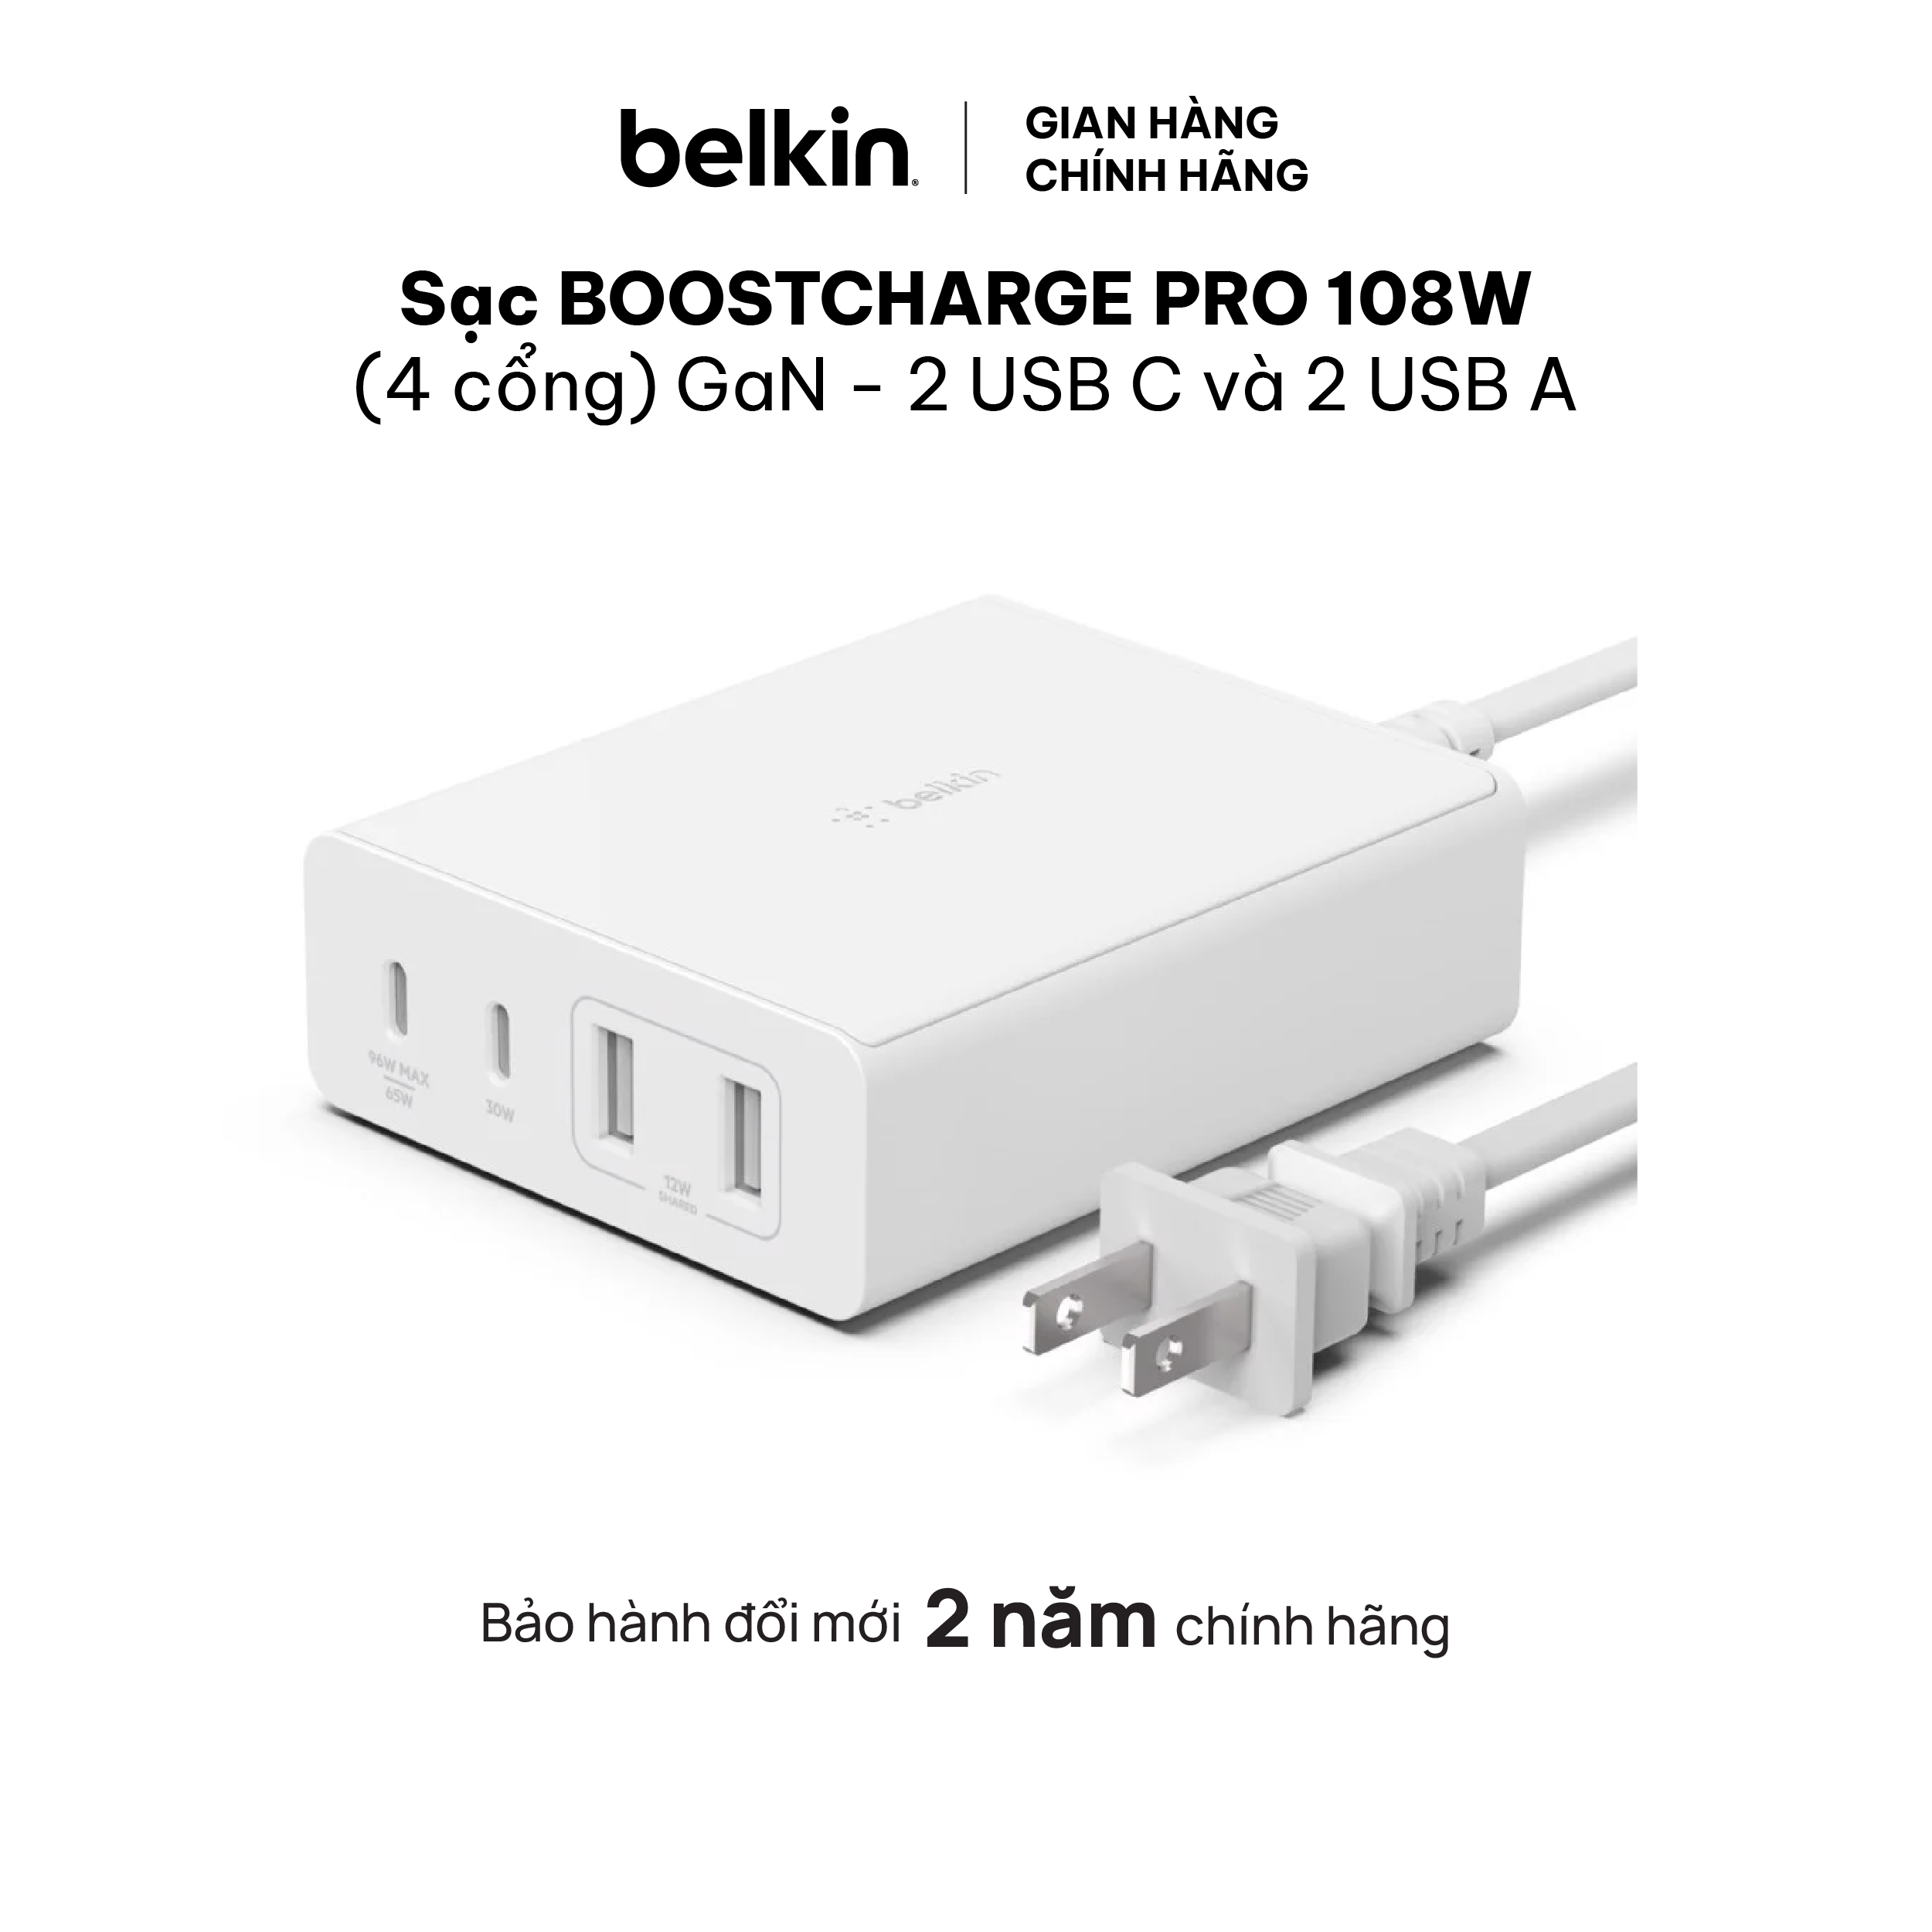 belkin®
GIAN HÀNG
CHÍNH HÃNG
Sạc BOOSTCHARGE PRO 108W
(4 cổng) GaN - 2 USB C và 2 USB A
belkin
96W MAX
65W
30W
12W
SHARED
Bảo hành đổi mới 2 năm chính hãng